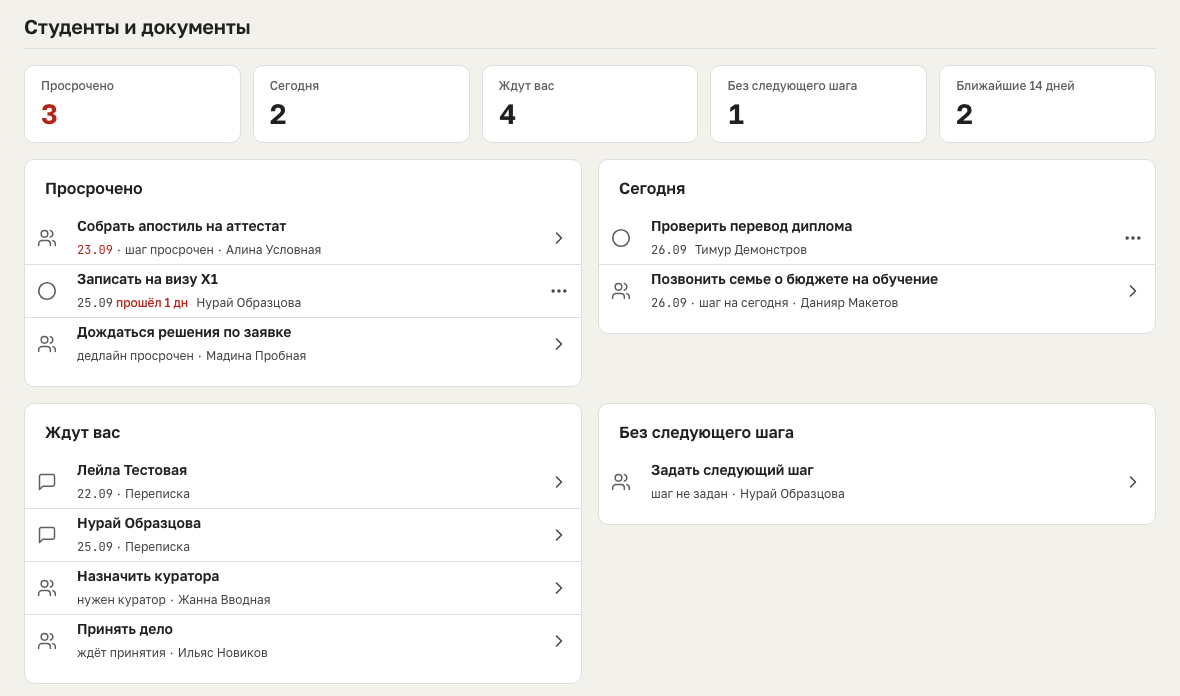 Студенты и документы
Просрочено
3
Сегодня
2
Ждут вас
4
Без следующего шага
1
Ближайшие 14 дней
2
Просрочено
Собрать апостиль на аттестат
23.09 · шаг просрочен · Алина Условная
Записать на визу X1
25.09 прошёл 1 дн Нурай Образцова
Дождаться решения по заявке
дедлайн просрочен · Мадина Пробная
Сегодня
Проверить перевод диплома
26.09 Тимур Демонстров
Позвонить семье о бюджете на обучение
26.09 · шаг на сегодня · Данияр Макетов
Ждут вас
Лейла Тестовая
22.09 · Переписка
Нурай Образцова
25.09 · Переписка
Назначить куратора
нужен куратор · Жанна Вводная
Принять дело
ждёт принятия · Ильяс Новиков
Без следующего шага
Задать следующий шаг
шаг не задан · Нурай Образцова